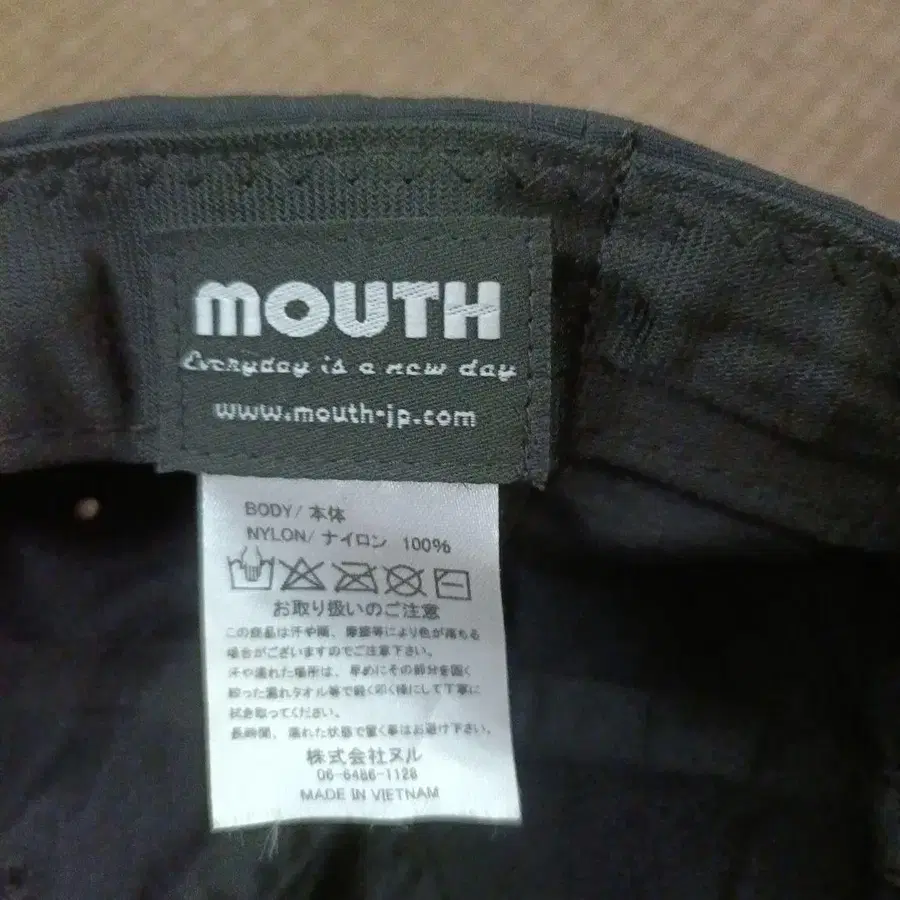 MOUTH
Everyday is a new day
www.mouth-jp.com
BODY/ 本体
NYLON/ ナイロン 100%
お取り扱いのご注意
この商品は汗や雨、摩擦等により色が落ちる
場合がございますのでご注意下さい。
汗や濡れた場所は、早めにその部分を固く
絞った濡れタオル等で軽く叩く様にして丁寧に
拭き取ってください。
長時間、濡れた状態で置く事はお避け下さい。
株式会社ヌル
06-6486-1128
MADE IN VIETNAM